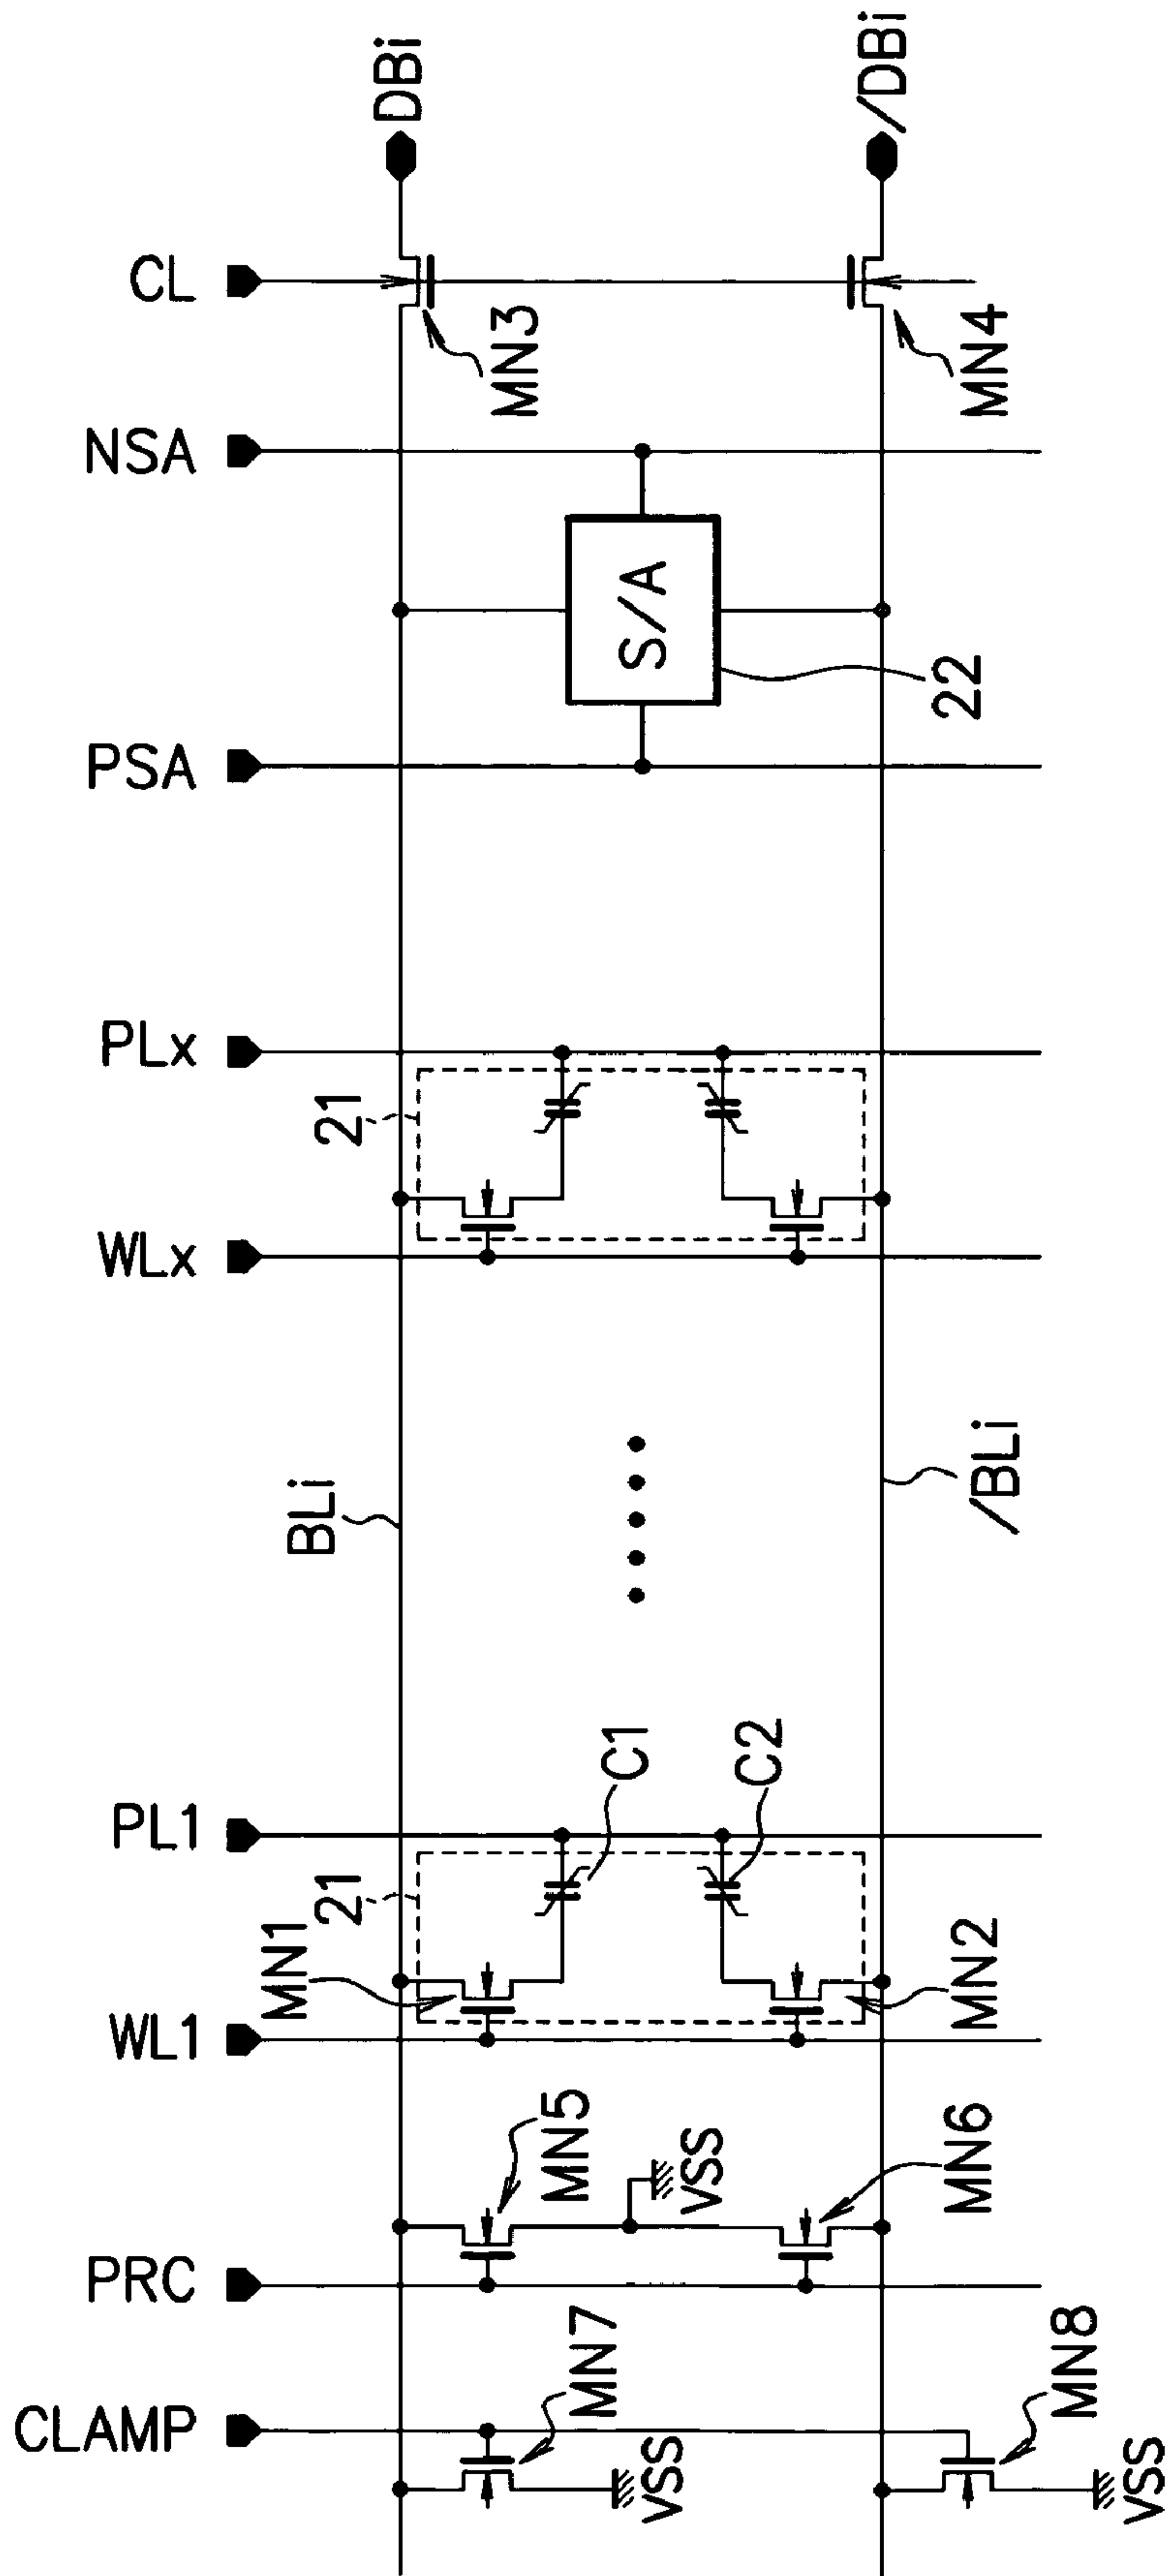 CLAMP
PRC
WL1
PL1
WLx
PLx
PSA
NSA
CL
MN1
21
BLi
21
DBi
MN7
VSS
MN5
VSS
C1
C2
S/A
MN3
MN8
VSS
MN6
MN2
/BLi
22
MN4
/DBi